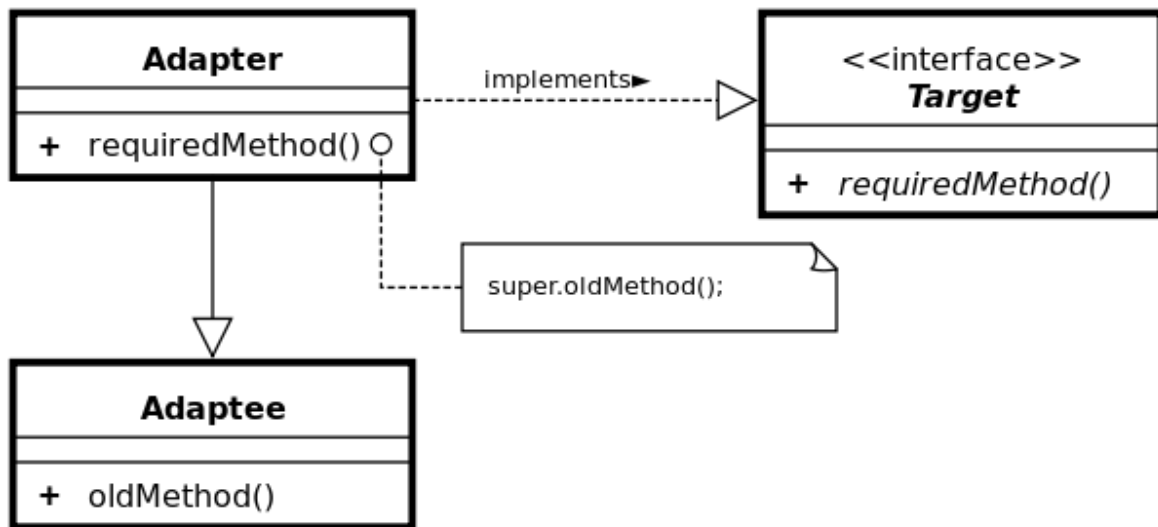 Adapter
+ requiredMethod()
implements►
<<interface>>
Target
+ requiredMethod()
super.oldMethod();
Adaptee
+ oldMethod()